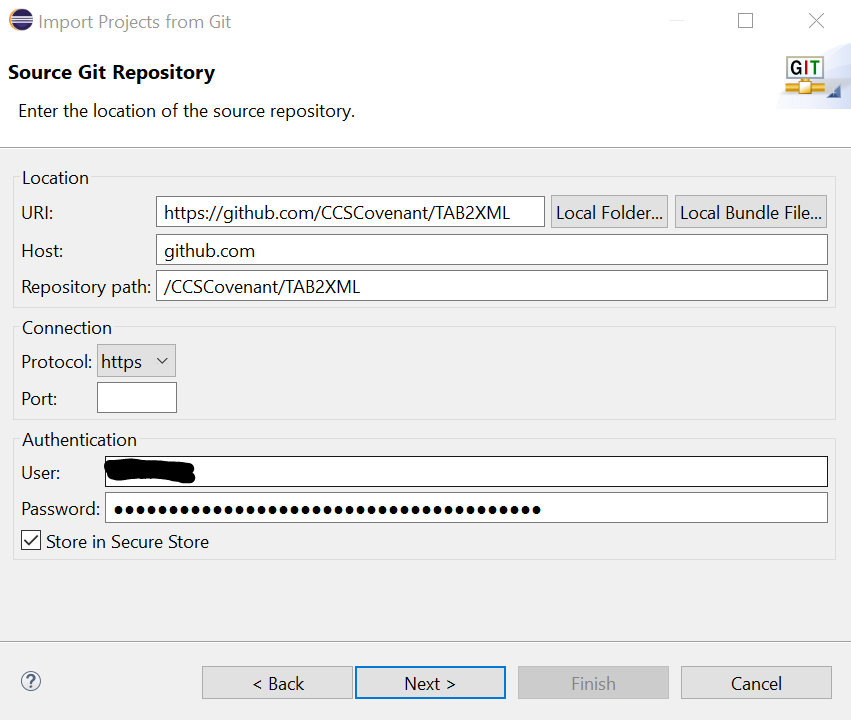 Import Projects from Git
Source Git Repository
GIT
Enter the location of the source repository.
Location
URI: https://github.com/CCSCovenant/TAB2XML Local Folder... Local Bundle File...
Host: github.com
Repository path: /CCSCovenant/TAB2XML
Connection
Protocol: https
Port:
Authentication
User:
Password: ●●●●●●●●●●●●●●●●●●●●●●●●●●●●●●●●●●●●●●●●
Store in Secure Store
? < Back Next > Finish Cancel